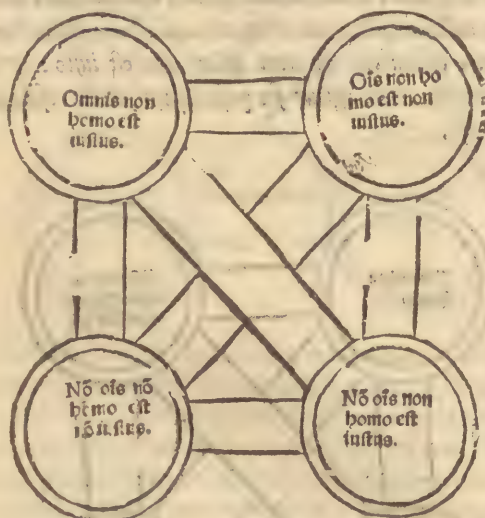 Omnis non
homo est
iustus.
Oīs non ho
mo est non
iustus.
Nō oīs nō
homo est
nō iustus.
Nō oīs non
homo est
iustus.